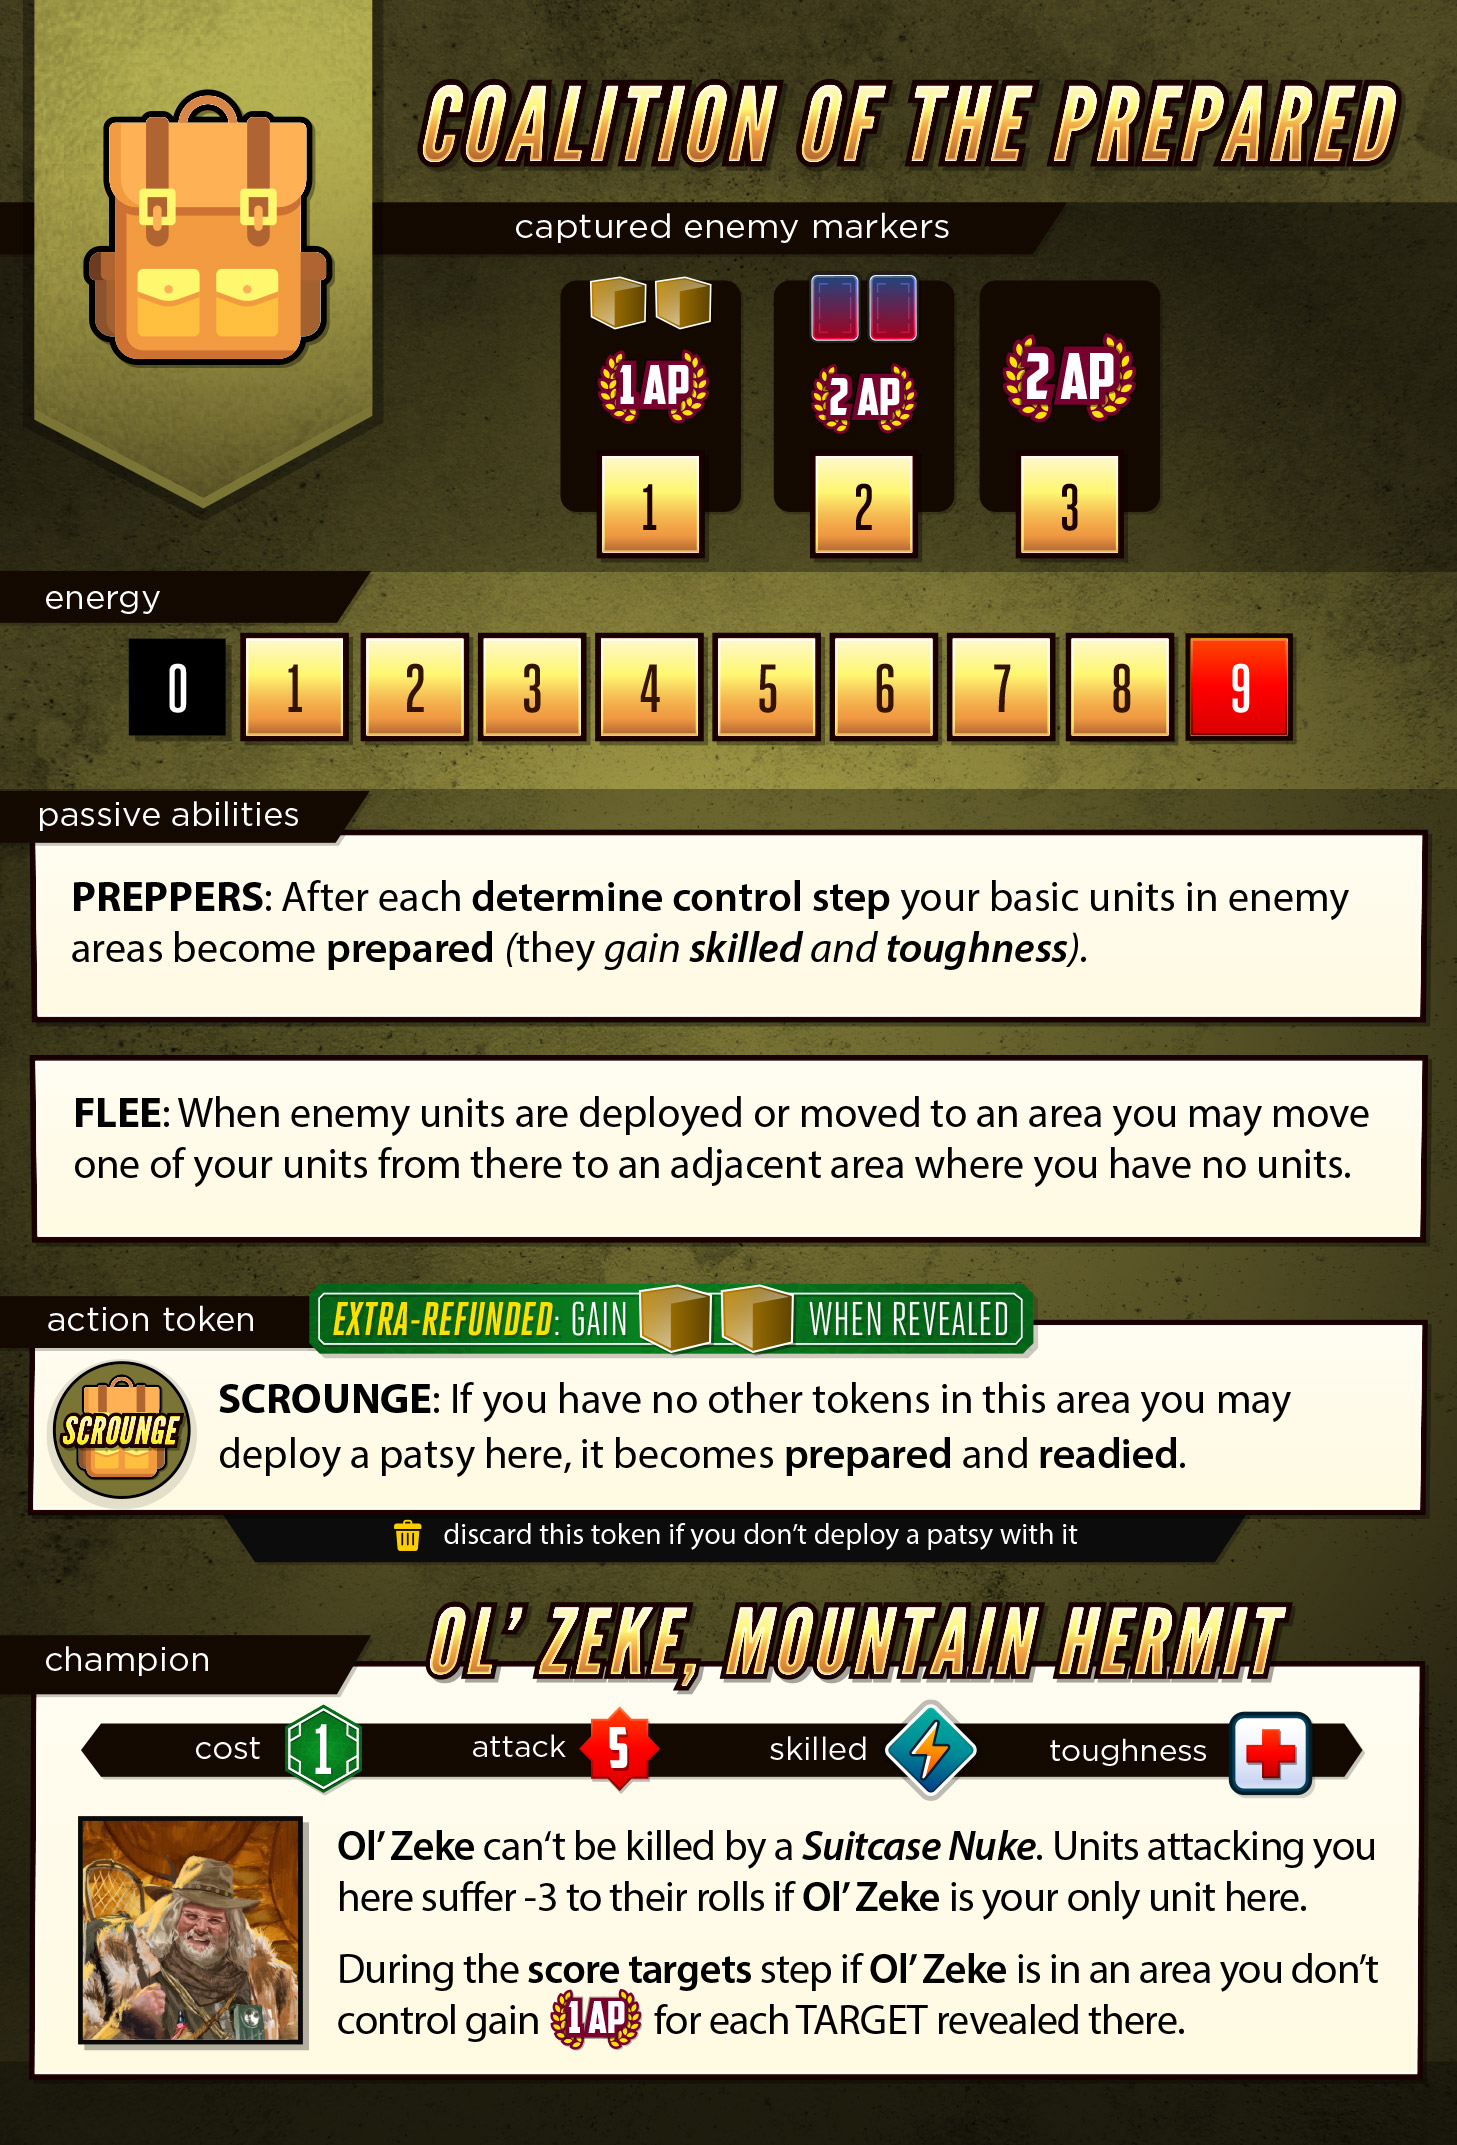 COALITION OF THE PREPARED
captured enemy markers
1 AP
2 AP
2 AP
1
2
3
energy
0 1 2 3 4 5 6 7 8 9
passive abilities
PREPPERS: After each determine control step your basic units in enemy
areas become prepared (they gain skilled and toughness).
FLEE: When enemy units are deployed or moved to an area you may move
one of your units from there to an adjacent area where you have no units.
action token
EXTRA-REFUNDED: GAIN WHEN REVEALED
SCROUNGE
SCROUNGE: If you have no other tokens in this area you may
deploy a patsy here, it becomes prepared and readied.
discard this token if you don't deploy a patsy with it
OL' ZEKE, MOUNTAIN HERMIT
champion
cost 1 attack 5 skilled toughness
Ol' Zeke can't be killed by a Suitcase Nuke. Units attacking you
here suffer -3 to their rolls if Ol' Zeke is your only unit here.
During the score targets step if Ol' Zeke is in an area you don't
control gain 1 AP for each TARGET revealed there.